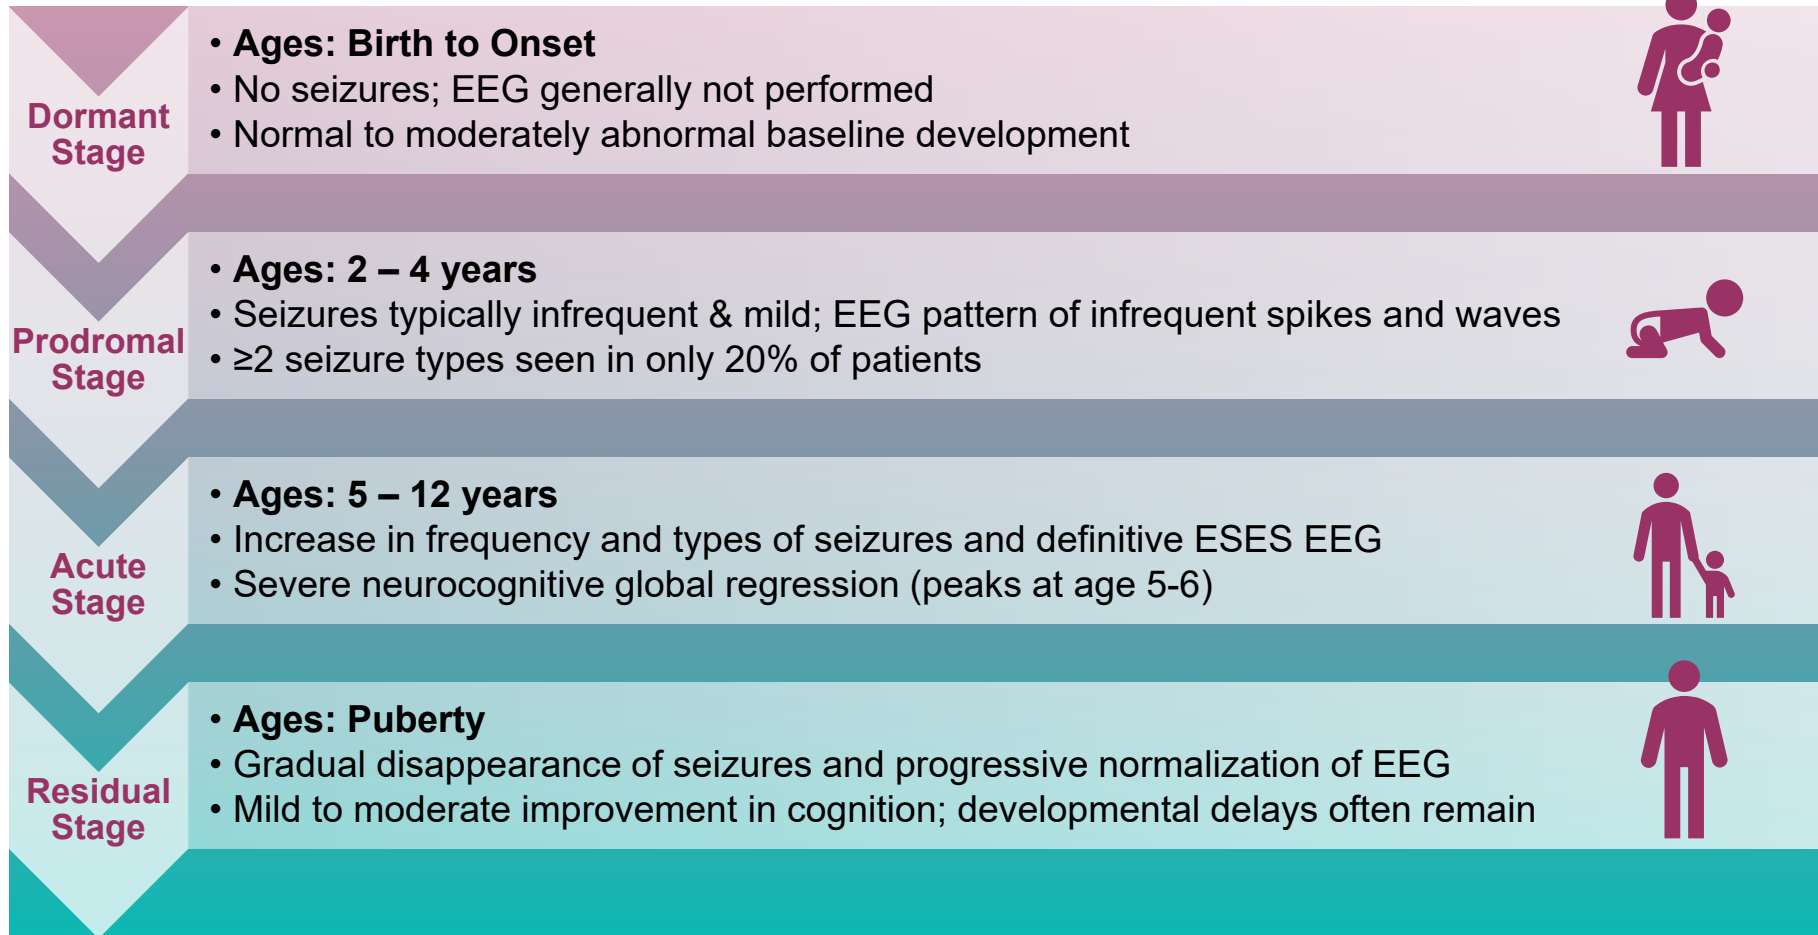 Dormant
Stage
• Ages: Birth to Onset
• No seizures; EEG generally not performed
• Normal to moderately abnormal baseline development
Prodromal
Stage
• Ages: 2 – 4 years
• Seizures typically infrequent & mild; EEG pattern of infrequent spikes and waves
• ≥2 seizure types seen in only 20% of patients
Acute
Stage
• Ages: 5 – 12 years
• Increase in frequency and types of seizures and definitive ESES EEG
• Severe neurocognitive global regression (peaks at age 5-6)
Residual
Stage
• Ages: Puberty
• Gradual disappearance of seizures and progressive normalization of EEG
• Mild to moderate improvement in cognition; developmental delays often remain